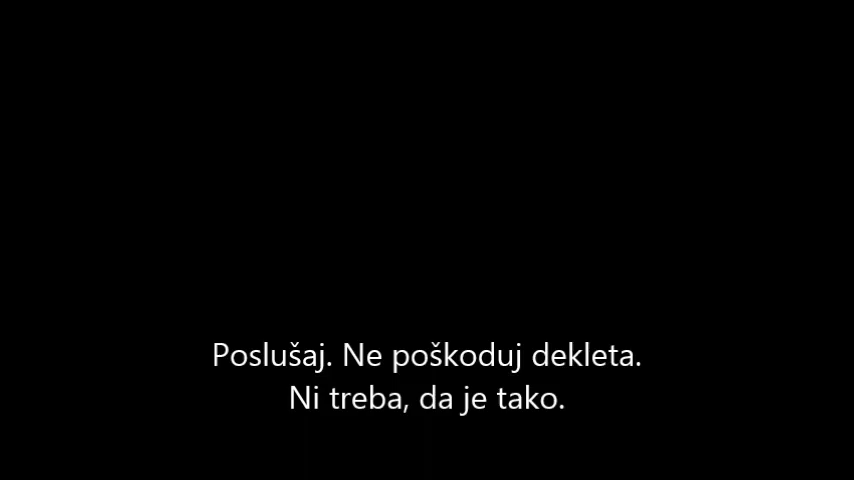 Poslušaj. Ne poškoduj dekleta.
Ni treba, da je tako.